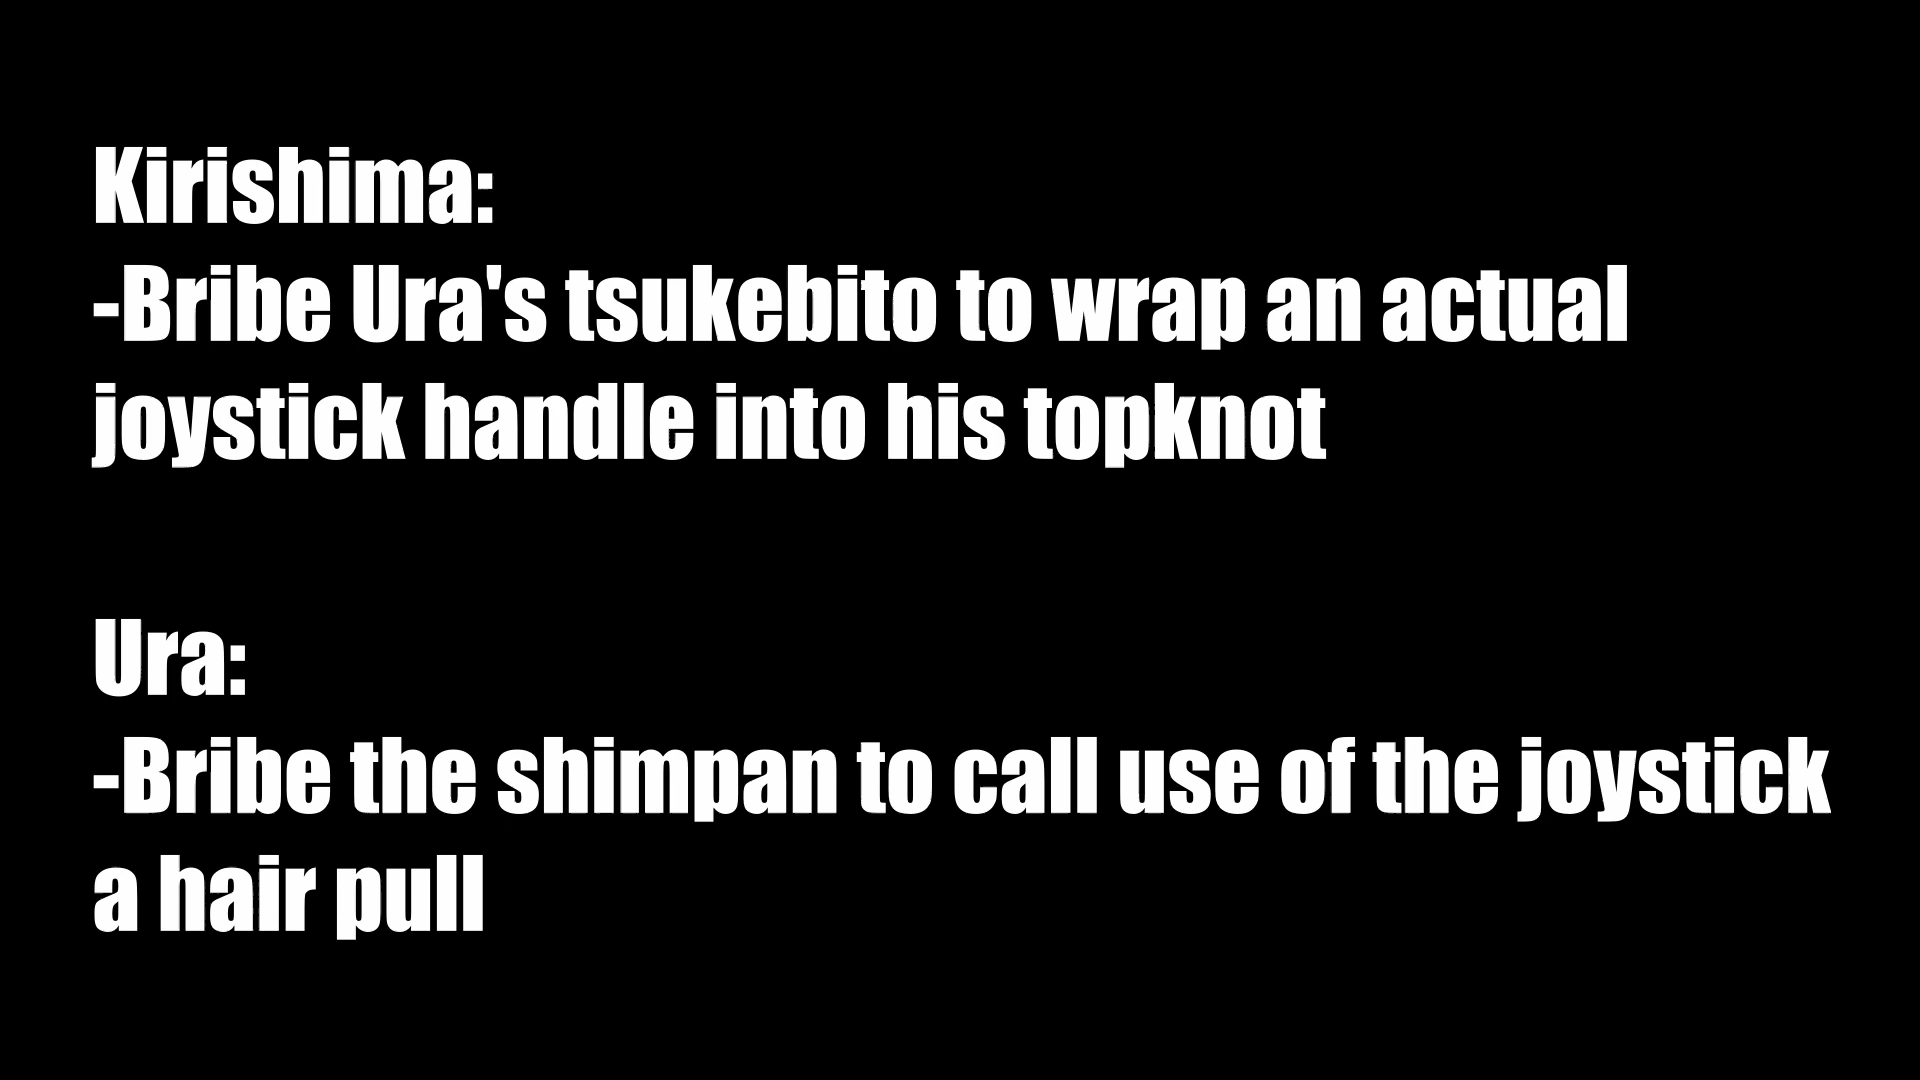 Kirishima:
-Bribe Ura's tsukebito to wrap an actual
joystick handle into his topknot
Ura:
-Bribe the shimpan to call use of the joystick
a hair pull